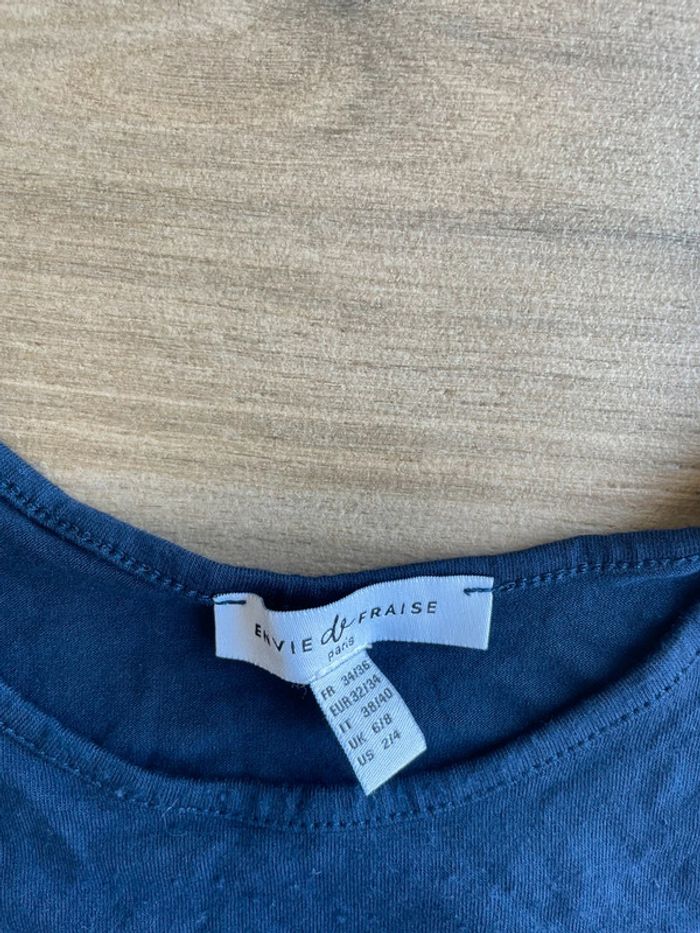 ENVIE de FRAISE
Paris
FR 34/36
EUR 32/34
IT 38/40
UK 6/8
US 2/4